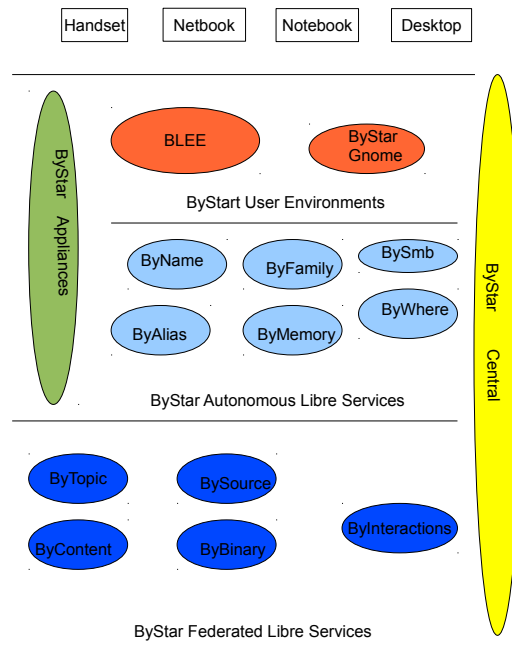 Handset Netbook Notebook Desktop
BLEE
ByStar
Gnome
ByStar Appliances
ByStart User Environments
ByName ByFamily BySmb
ByAlias ByMemory ByWhere
ByStar Central
ByStar Autonomous Libre Services
ByTopic BySource
ByInteractions
ByContent ByBinary
ByStar Federated Libre Services